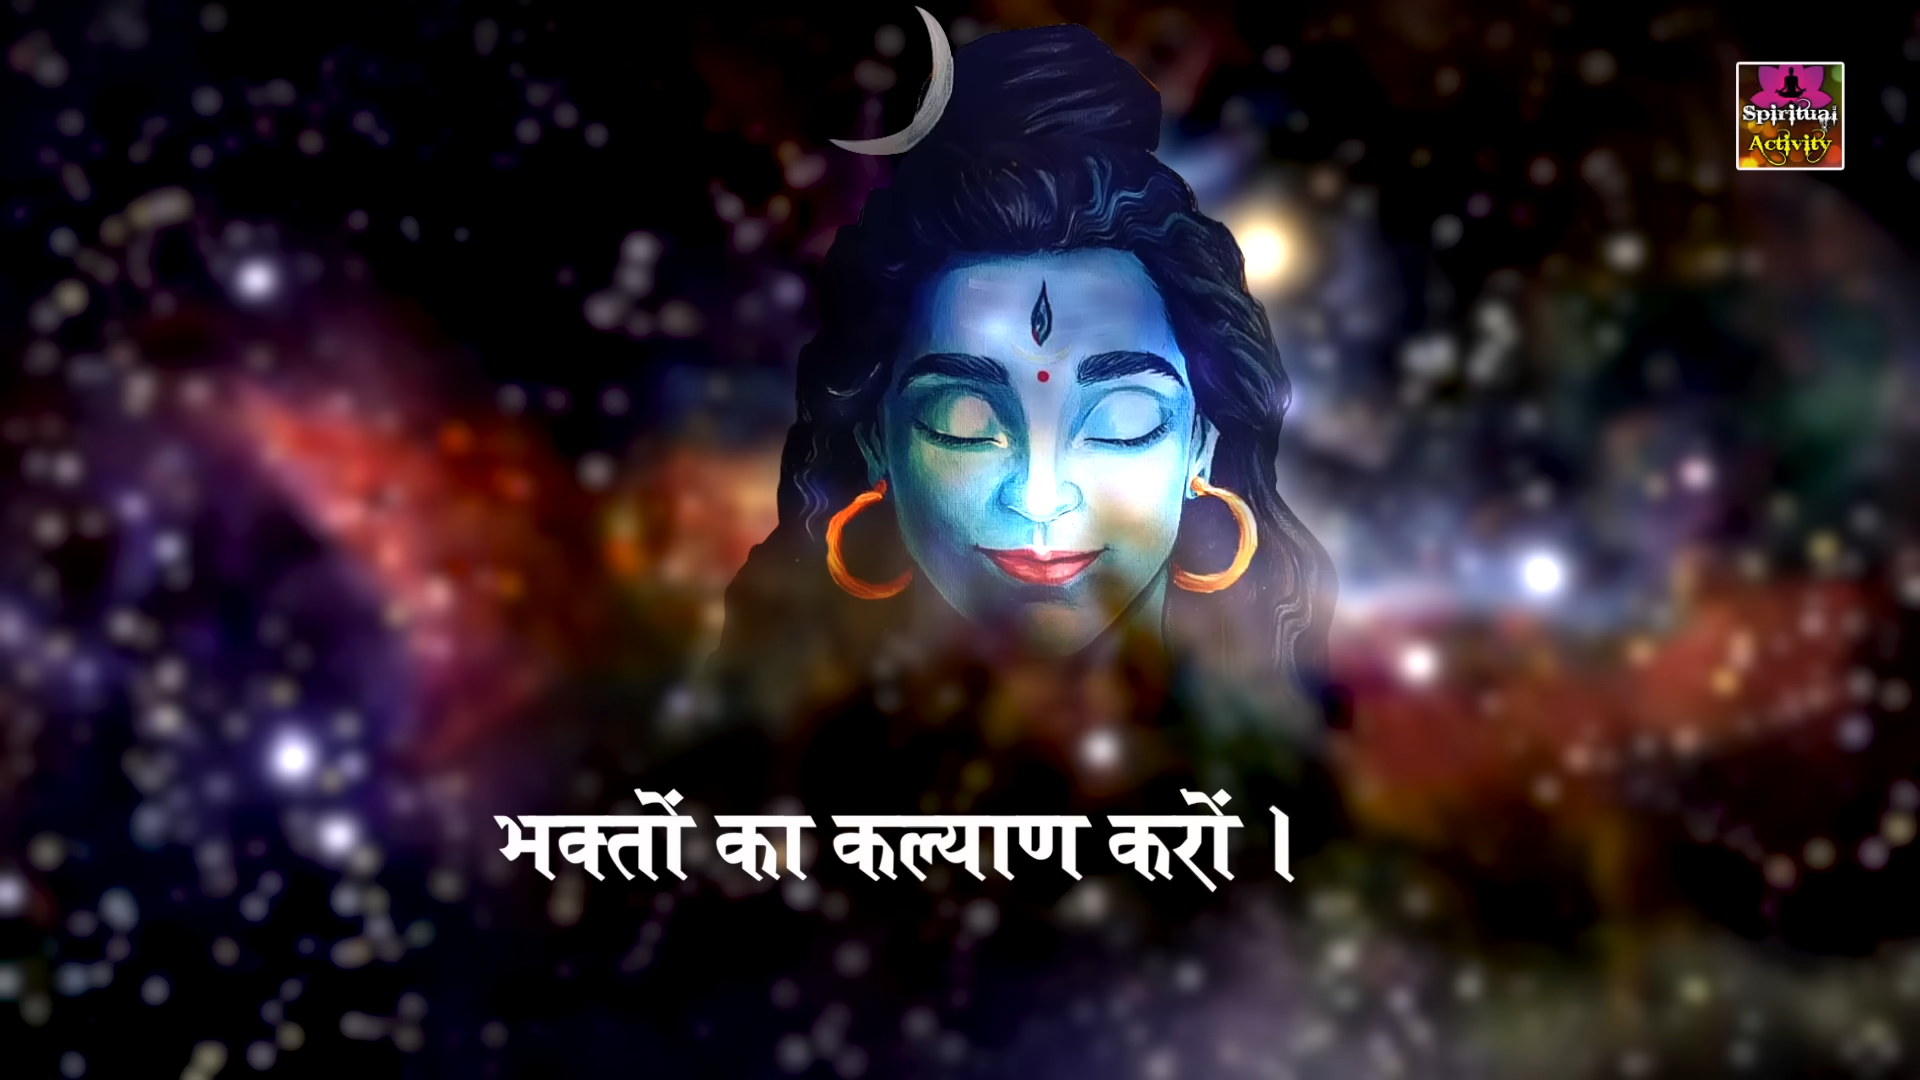 Spiritual
Activity
भक्तों का कल्याण करों ।